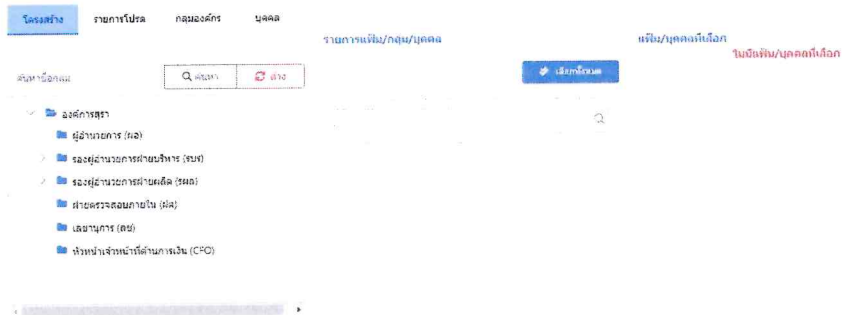 โครงสร้าง รายการโปรด กลุ่มองค์กร บุคคล
รายการแฟ้ม/กลุ่ม/บุคคล
แฟ้ม/บุคคลที่เลือก
ไม่มีแฟ้ม/บุคคลที่เลือก
ค้นหาชื่อกลุ่ม ค้นหา ล้าง
เลือกทั้งหมด
องค์การสุรา
ผู้อำนวยการ (ผอ)
รองผู้อำนวยการฝ่ายบริหาร (รบร)
รองผู้อำนวยการฝ่ายผลิต (รผล)
ฝ่ายตรวจสอบภายใน (ฝต)
เลขานุการ (ลข)
หัวหน้าเจ้าหน้าที่ด้านการเงิน (CFO)